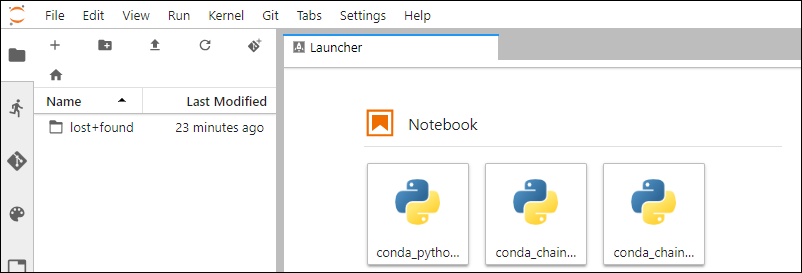 File Edit View Run Kernel Git Tabs Settings Help
Launcher
Name Last Modified
lost+found 23 minutes ago
Notebook
conda_pytho... conda_chain... conda_chain...